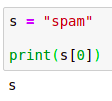 s = "spam"
print(s[0])
s